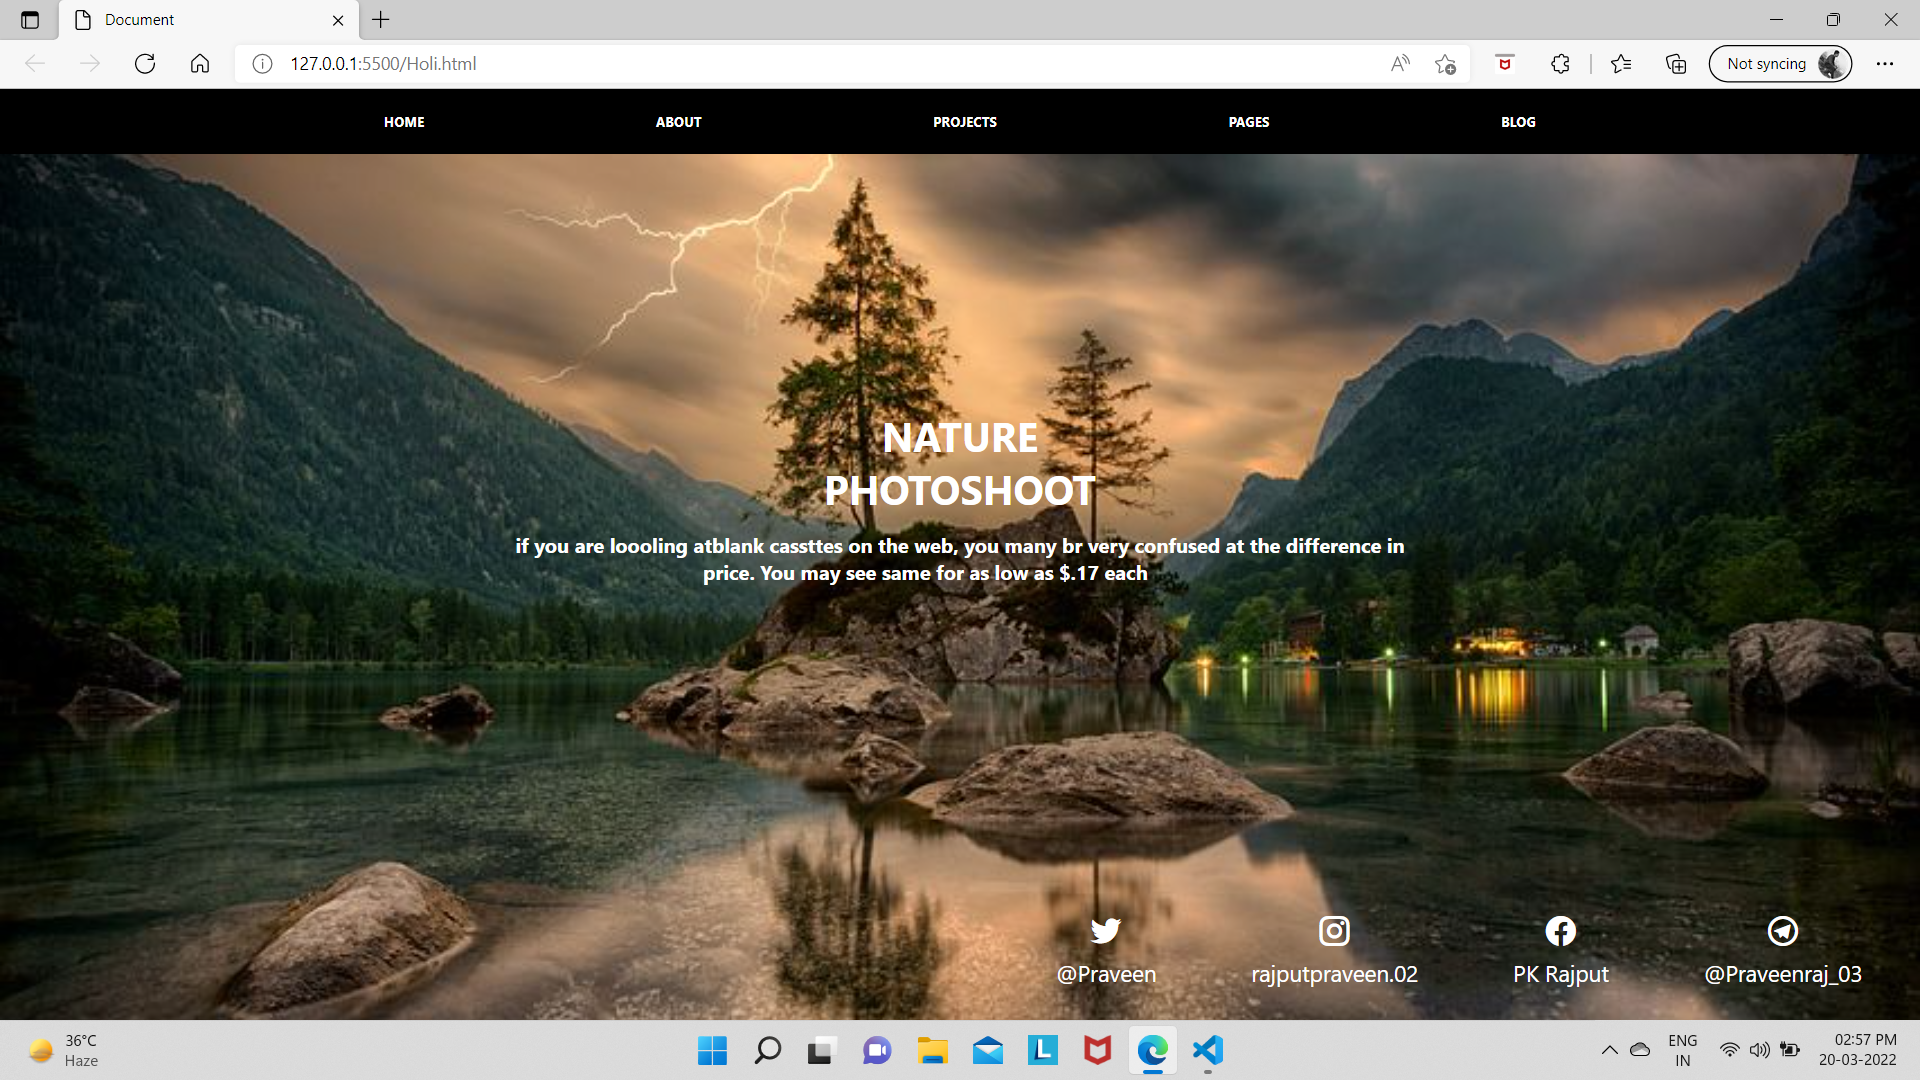 Document
127.0.0.1:5500/Holi.html
Not syncing
HOME ABOUT PROJECTS PAGES BLOG
NATURE
PHOTOSHOOT
if you are loooling atblank cassttes on the web, you many br very confused at the difference in
price. You may see same for as low as $.17 each
@Praveen rajputpraveen.02 PK Rajput @Praveenraj_03
36°C
Haze
ENG
IN
02:57 PM
20-03-2022